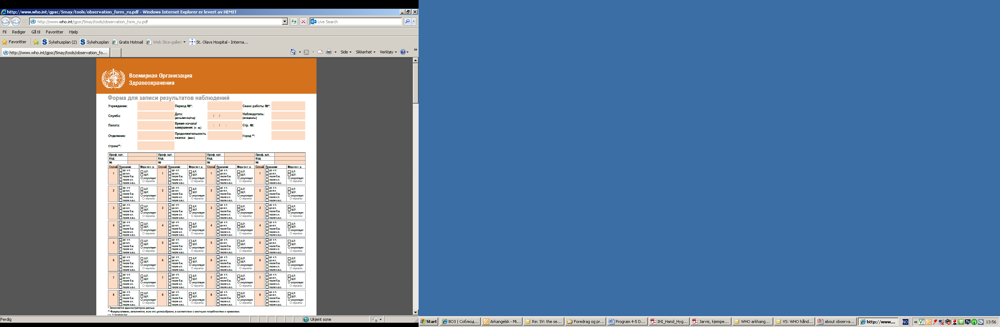 http://www.who.int/gpsc/5may/tools/observation_form_ru.pdf - Windows Internet Explorer er levert av HEMIT
http://www.who.int/gpsc/5may/tools/observation_form_ru.pdf
Live Search
Fil Rediger Gå til Favoritter Hjelp
Favoritter Sykehusplan (2) Sykehusplan Gratis Hotmail Web Slice-galleri St. Olavs Hospital - Interna...
http://www.who.int/gpsc/5may/tools/observation_fo... Side Sikkerhet Verktøy »
Всемирная Организация
Здравоохранения
Форма для записи результатов наблюдений
Учреждение: Период №*: Сеанс работы №*:
Служба: Дата: (день/месяц/год) / / Наблюдатель: (инициалы)
Палата: Время начала/ завершения: (ч : м.) : / : Стр. №:
Отделение: Продолжительность сеанса: (мин.) Город **:
Страна**:
Проф. кат. Проф. кат. Проф. кат. Проф. кат.
Код Код Код Код
№ № № №
Случай Показание Мера по г. р. Случай Показание Мера по г. р. Случай Показание Мера по г. р. Случай Показание Мера по г. р.
1 до к.п. до а.п. после б.ж. после к.п. после о.в.с. А.Р. М.Р. отсутствует перчатки 1 до к.п. до а.п. после б.ж. после к.п. после о.в.с. А.Р. М.Р. отсутствует перчатки 1 до к.п. до а.п. после б.ж. после к.п. после о.в.с. А.Р. М.Р. отсутствует перчатки 1 до к.п. до а.п. после б.ж. после к.п. после о.в.с. А.Р. М.Р. отсутствует перчатки
2 до к.п. до а.п. после б.ж. после к.п. после о.в.с. А.Р. М.Р. отсутствует перчатки 2 до к.п. до а.п. после б.ж. после к.п. после о.в.с. А.Р. М.Р. отсутствует перчатки 2 до к.п. до а.п. после б.ж. после к.п. после о.в.с. А.Р. М.Р. отсутствует перчатки 2 до к.п. до а.п. после б.ж. после к.п. после о.в.с. А.Р. М.Р. отсутствует перчатки
3 до к.п. до а.п. после б.ж. после к.п. после о.в.с. А.Р. М.Р. отсутствует перчатки 3 до к.п. до а.п. после б.ж. после к.п. после о.в.с. А.Р. М.Р. отсутствует перчатки 3 до к.п. до а.п. после б.ж. после к.п. после о.в.с. А.Р. М.Р. отсутствует перчатки 3 до к.п. до а.п. после б.ж. после к.п. после о.в.с. А.Р. М.Р. отсутствует перчатки
4 до к.п. до а.п. после б.ж. после к.п. после о.в.с. А.Р. М.Р. отсутствует перчатки 4 до к.п. до а.п. после б.ж. после к.п. после о.в.с. А.Р. М.Р. отсутствует перчатки 4 до к.п. до а.п. после б.ж. после к.п. после о.в.с. А.Р. М.Р. отсутствует перчатки 4 до к.п. до а.п. после б.ж. после к.п. после о.в.с. А.Р. М.Р. отсутствует перчатки
5 до к.п. до а.п. после б.ж. после к.п. после о.в.с. А.Р. М.Р. отсутствует перчатки 5 до к.п. до а.п. после б.ж. после к.п. после о.в.с. А.Р. М.Р. отсутствует перчатки 5 до к.п. до а.п. после б.ж. после к.п. после о.в.с. А.Р. М.Р. отсутствует перчатки 5 до к.п. до а.п. после б.ж. после к.п. после о.в.с. А.Р. М.Р. отсутствует перчатки
6 до к.п. до а.п. после б.ж. после к.п. после о.в.с. А.Р. М.Р. отсутствует перчатки 6 до к.п. до а.п. после б.ж. после к.п. после о.в.с. А.Р. М.Р. отсутствует перчатки 6 до к.п. до а.п. после б.ж. после к.п. после о.в.с. А.Р. М.Р. отсутствует перчатки 6 до к.п. до а.п. после б.ж. после к.п. после о.в.с. А.Р. М.Р. отсутствует перчатки
7 до к.п. до а.п. после б.ж. после к.п. после о.в.с. А.Р. М.Р. отсутствует перчатки 7 до к.п. до а.п. после б.ж. после к.п. после о.в.с. А.Р. М.Р. отсутствует перчатки 7 до к.п. до а.п. после б.ж. после к.п. после о.в.с. А.Р. М.Р. отсутствует перчатки 7 до к.п. до а.п. после б.ж. после к.п. после о.в.с. А.Р. М.Р. отсутствует перчатки
8 до к.п. до а.п. после б.ж. после к.п. после о.в.с. А.Р. М.Р. отсутствует перчатки 8 до к.п. до а.п. после б.ж. после к.п. после о.в.с. А.Р. М.Р. отсутствует перчатки 8 до к.п. до а.п. после б.ж. после к.п. после о.в.с. А.Р. М.Р. отсутствует перчатки 8 до к.п. до а.п. после б.ж. после к.п. после о.в.с. А.Р. М.Р. отсутствует перчатки
* Заполняется администратором данных.
** Факультативно; заполняется, если это целесообразно, в соответствии с местными потребностями и правилами.
Ferdig Ukjent sone
Start ВОЗ | Соблюд... Arkangelsk - Mi... Re: SV: the se... Foredrag og pr... Program 4-5 D... IHI_Hand_Hyg... Jarvis, kjempe... WHO arkhang... VS: WHO hånd... about observa... http://www.... NO « 13:56